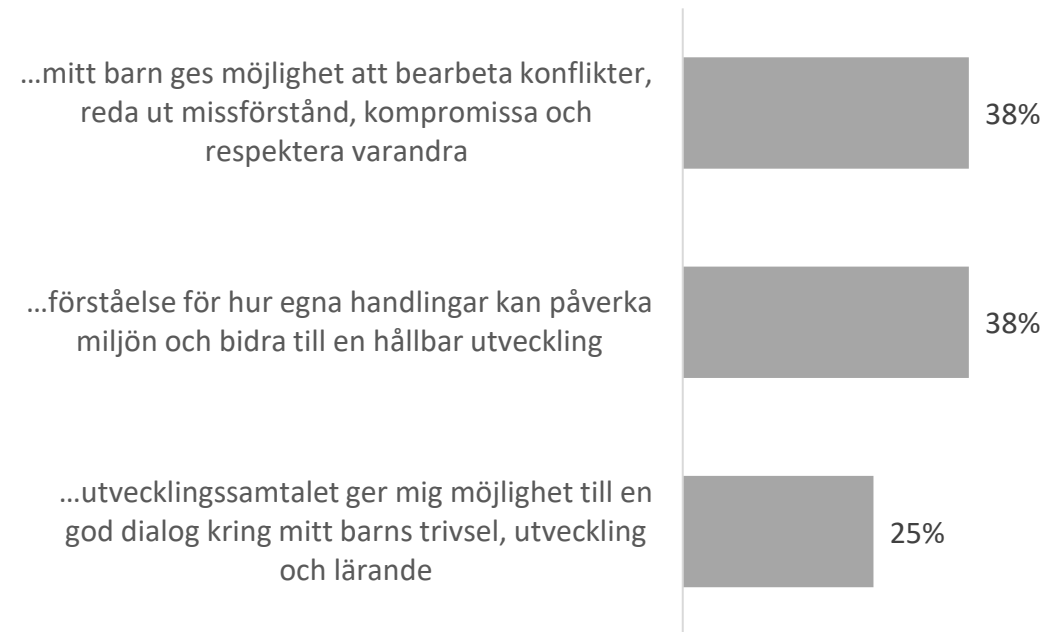 …mitt barn ges möjlighet att bearbeta konflikter,
reda ut missförstånd, kompromissa och
respektera varandra
38%
…förståelse för hur egna handlingar kan påverka
miljön och bidra till en hållbar utveckling
38%
…utvecklingssamtalet ger mig möjlighet till en
god dialog kring mitt barns trivsel, utveckling
och lärande
25%